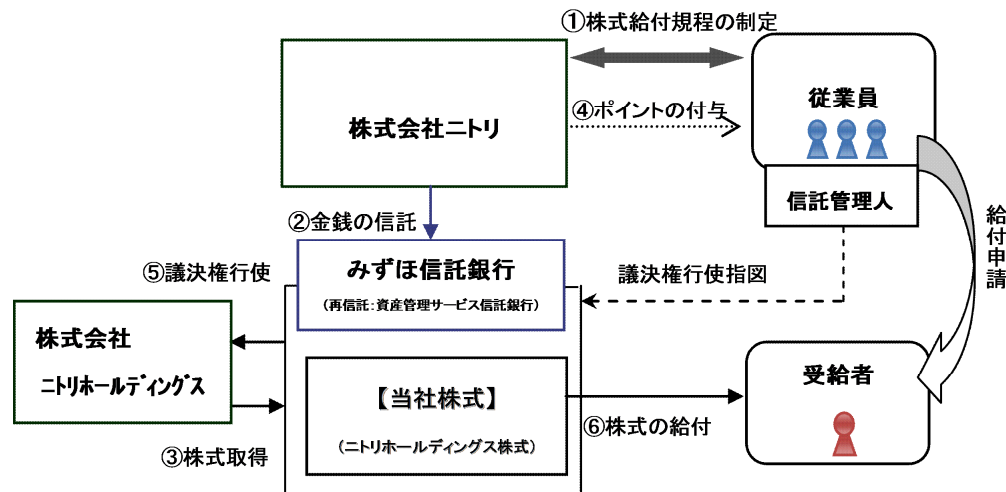 ①株式給付規程の制定
株式会社ニトリ
④ポイントの付与
従業員
信託管理人
給付申請
②金銭の信託
⑤議決権行使
みずほ信託銀行
(再信託:資産管理サービス信託銀行)
議決権行使指図
株式会社
ニトリホールディングス
【当社株式】
(ニトリホールディングス株式)
③株式取得
⑥株式の給付
受給者